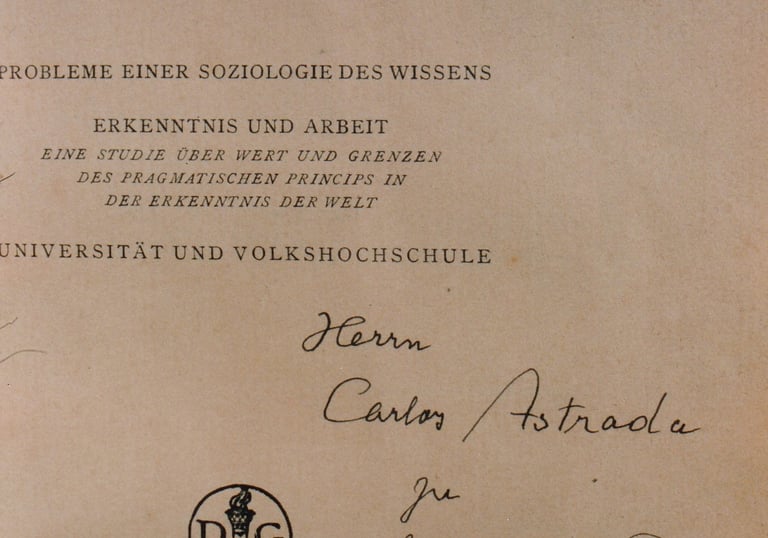 PROBLEME EINER SOZIOLOGIE DES WISSENS
ERKENNTNIS UND ARBEIT
EINE STUDIE ÜBER WERT UND GRENZEN
DES PRAGMATISCHEN PRINCIPS IN
DER ERKENNTNIS DER WELT
UNIVERSITÄT UND VOLKSHOCHSCHULE
Herrn
Carlos Astrada
zu
D G